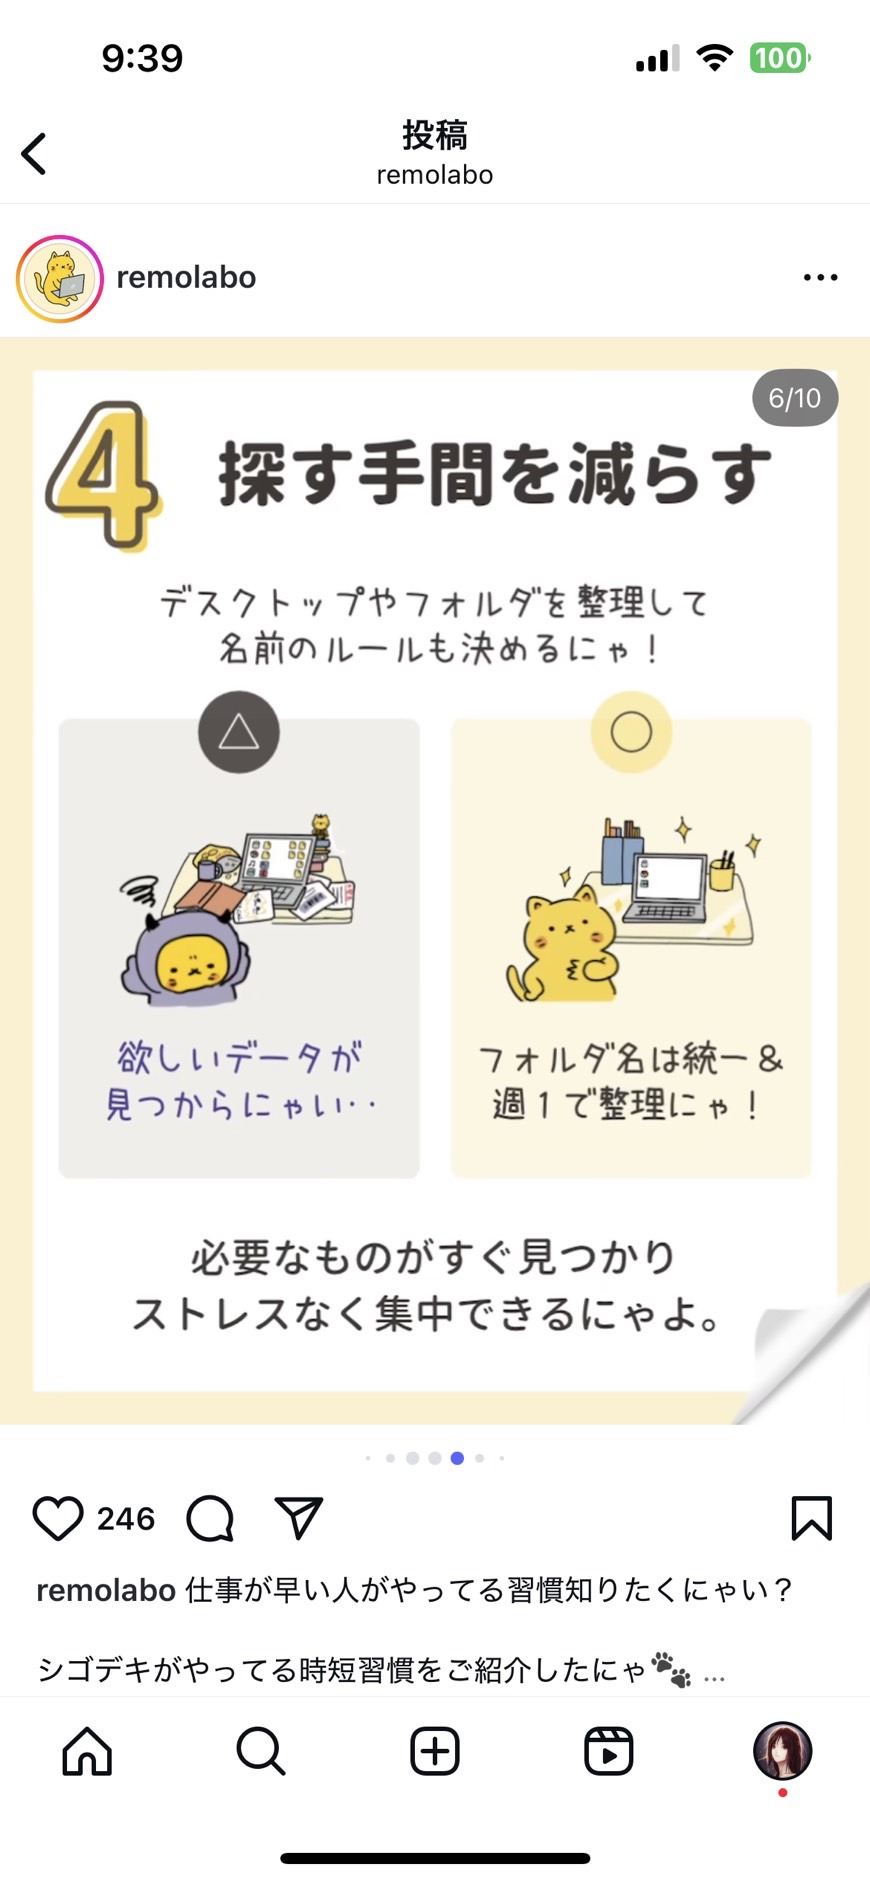 9:39
100
投稿
remolabo
remolabo
6/10
4 探す手間を減らす
デスクトップやフォルダを整理して
名前のルールも決めるにゃ！
△
○
欲しいデータが
見つからにゃい‥
フォルダ名は統一＆
週1で整理にゃ！
必要なものがすぐ見つかり
ストレスなく集中できるにゃよ。
246
remolabo 仕事が早い人がやってる習慣知りたくにゃい？
シゴデキがやってる時短習慣をご紹介したにゃ🐾 ...